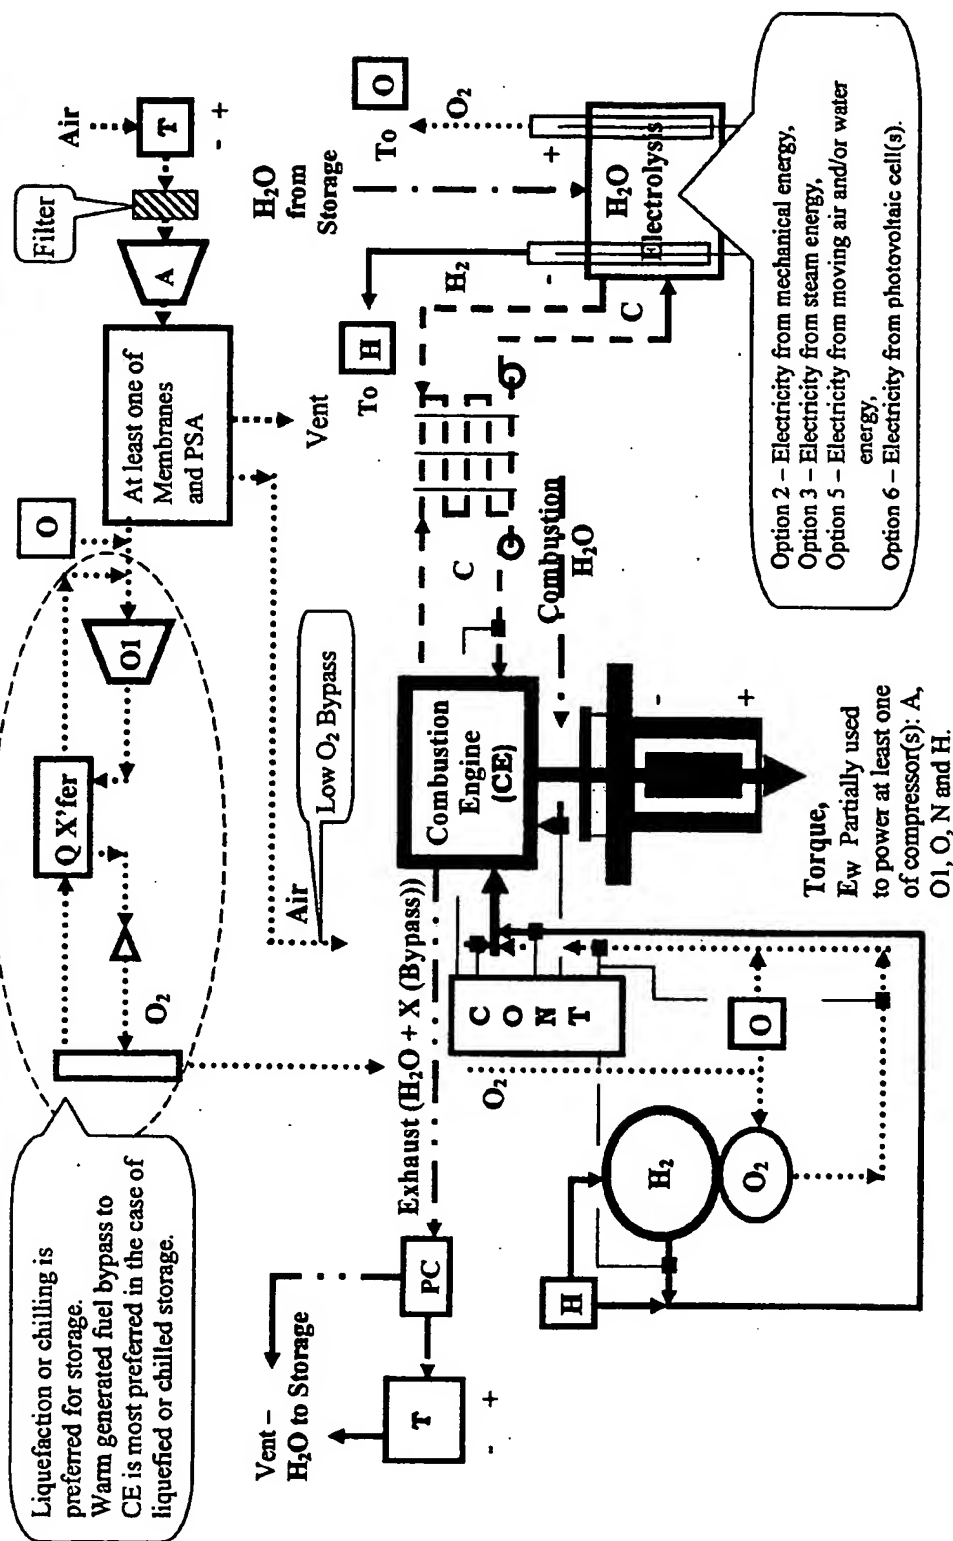 Liquefaction or chilling is
preferred for storage.
Warm generated fuel bypass to
CE is most preferred in the case of
liquefied or chilled storage.
O₂
Q X'fer
O1
O
At least one of
Membranes
and PSA
A
Filter
Air
T
- +
Vent
Air
Low O₂ Bypass
Vent –
H₂O to Storage
T
- +
PC
Exhaust (H₂O + X (Bypass))
O₂
C
O
N
T
Combustion
Engine
(CE)
C
Combustion
H₂O
To
H
H₂
H₂O
from
Storage
To
O
O₂
-
+
C
H₂O
Electrolysis
H
H₂
O₂
O
-
+
Torque,
Ew Partially used
to power at least one
of compressor(s): A,
O1, O, N and H.
Option 2 – Electricity from mechanical energy,
Option 3 – Electricity from steam energy,
Option 5 – Electricity from moving air and/or water
energy,
Option 6 – Electricity from photovoltaic cell(s).